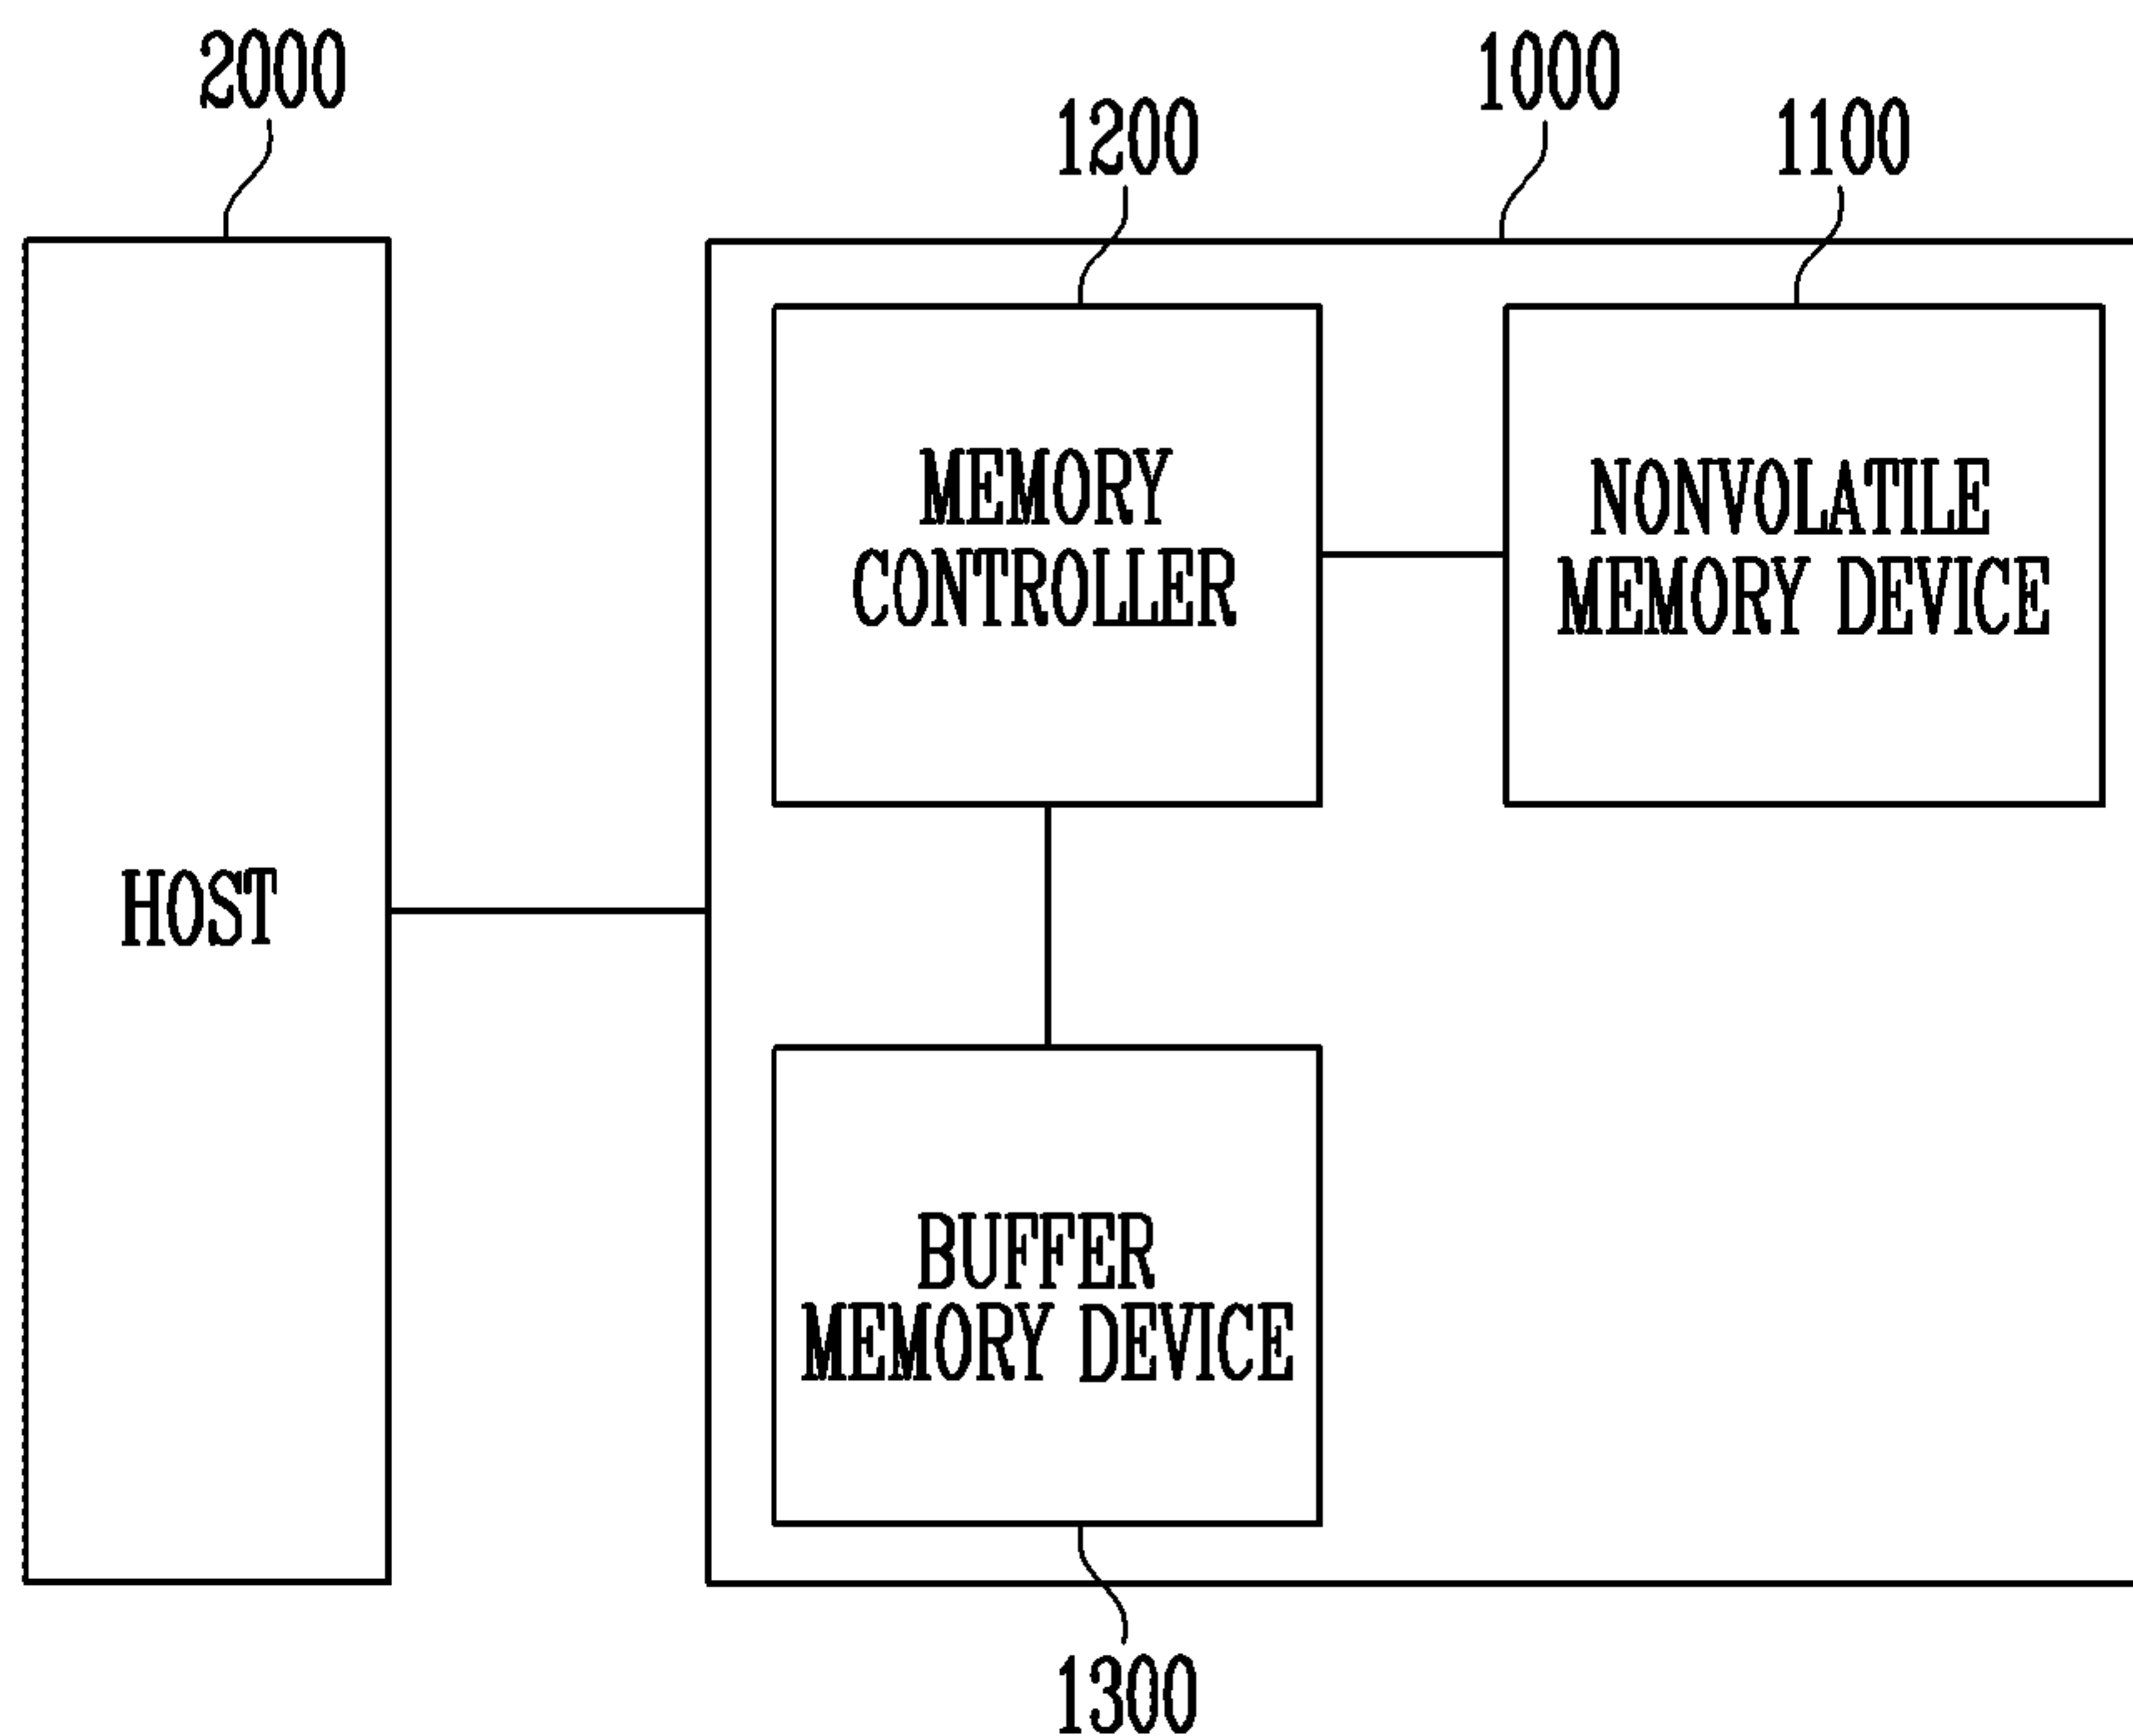 2000
1000
1200
1100
MEMORY
CONTROLLER
NONVOLATILE
MEMORY DEVICE
HOST
BUFFER
MEMORY DEVICE
1300